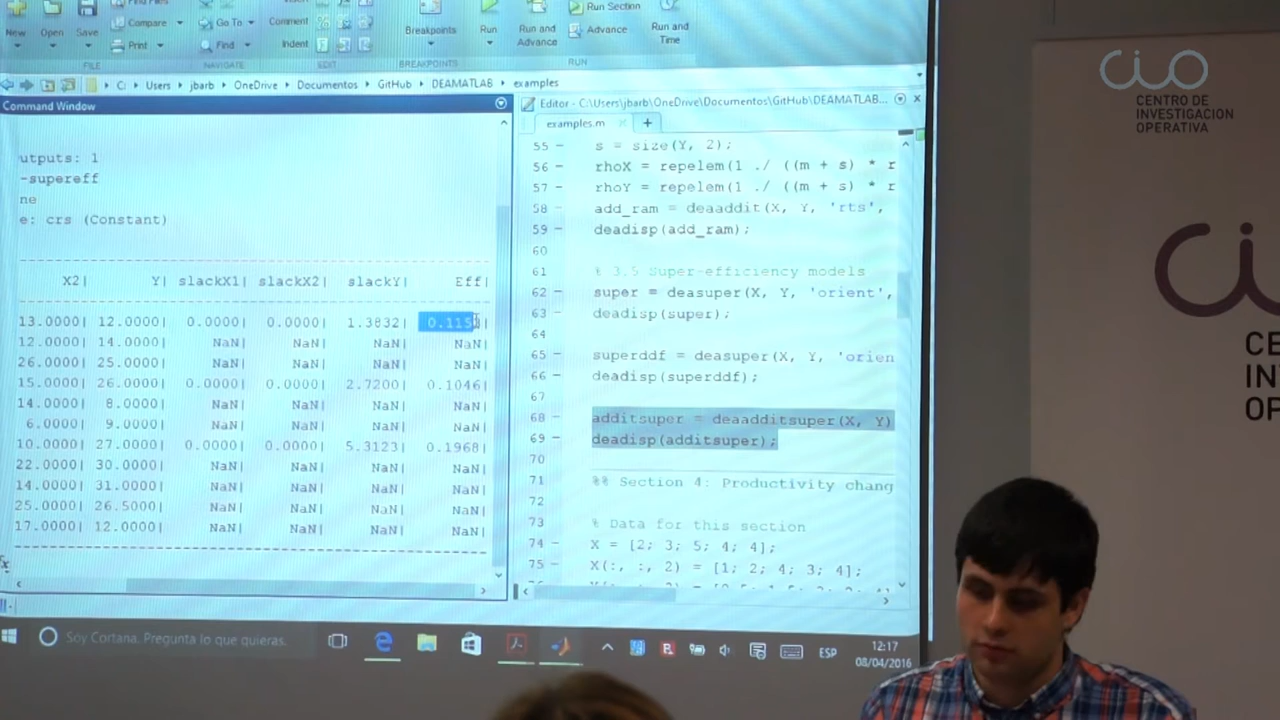 New Open Save
Compare
Print
Go To
Find
Comment
Indent
Breakpoints
Run
Run and Advance
Run Section
Advance
Run and Time
FILE NAVIGATE EDIT BREAKPOINTS RUN
C: Users jbarb OneDrive Documentos GitHub DEAMATLAB examples
Command Window
Editor - C:\Users\jbarb\OneDrive\Documentos\GitHub\DEAMATLAB...
examples.m
utputs: 1
-supereff
ne
e: crs (Constant)
X2| Y| slackX1| slackX2| slackY| Eff|
13.0000| 12.0000| 0.0000| 0.0000| 1.3832|
12.0000| 14.0000| NaN| NaN| NaN| NaN|
26.0000| 25.0000| NaN| NaN| NaN| NaN|
15.0000| 26.0000| 0.0000| 0.0000| 2.7200| 0.1046|
14.0000| 8.0000| NaN| NaN| NaN| NaN|
6.0000| 9.0000| NaN| NaN| NaN| NaN|
10.0000| 27.0000| 0.0000| 0.0000| 5.3123| 0.1968|
22.0000| 30.0000| NaN| NaN| NaN| NaN|
14.0000| 31.0000| NaN| NaN| NaN| NaN|
25.0000| 26.5000| NaN| NaN| NaN| NaN|
17.0000| 12.0000| NaN| NaN| NaN| NaN|
55 s = size(Y, 2);
56 rhoX = repelem(1 ./ ((m + s) * r
57 rhoY = repelem(1 ./ ((m + s) * r
58 add_ram = deaaddit(X, Y, 'rts',
59 deadisp(add_ram);
60
61 % 3.5 Super-efficiency models
62 super = deasuper(X, Y, 'orient',
63 deadisp(super);
64
65 superddf = deasuper(X, Y, 'orien
66 deadisp(superddf);
67
68 additsuper = deaadditsuper(X, Y)
69 deadisp(additsuper);
70
71 %% Section 4: Productivity chang
72
73 % Data for this section
74 X = [2; 3; 5; 4; 4];
75 X(:, :, 2) = [1; 2; 4; 3; 4];
Soy Cortana. Pregunta lo que quieras.
ESP
12:17
08/04/2016
CIO
CENTRO DE
INVESTIGACION
OPERATIVA
CE
IN
OP